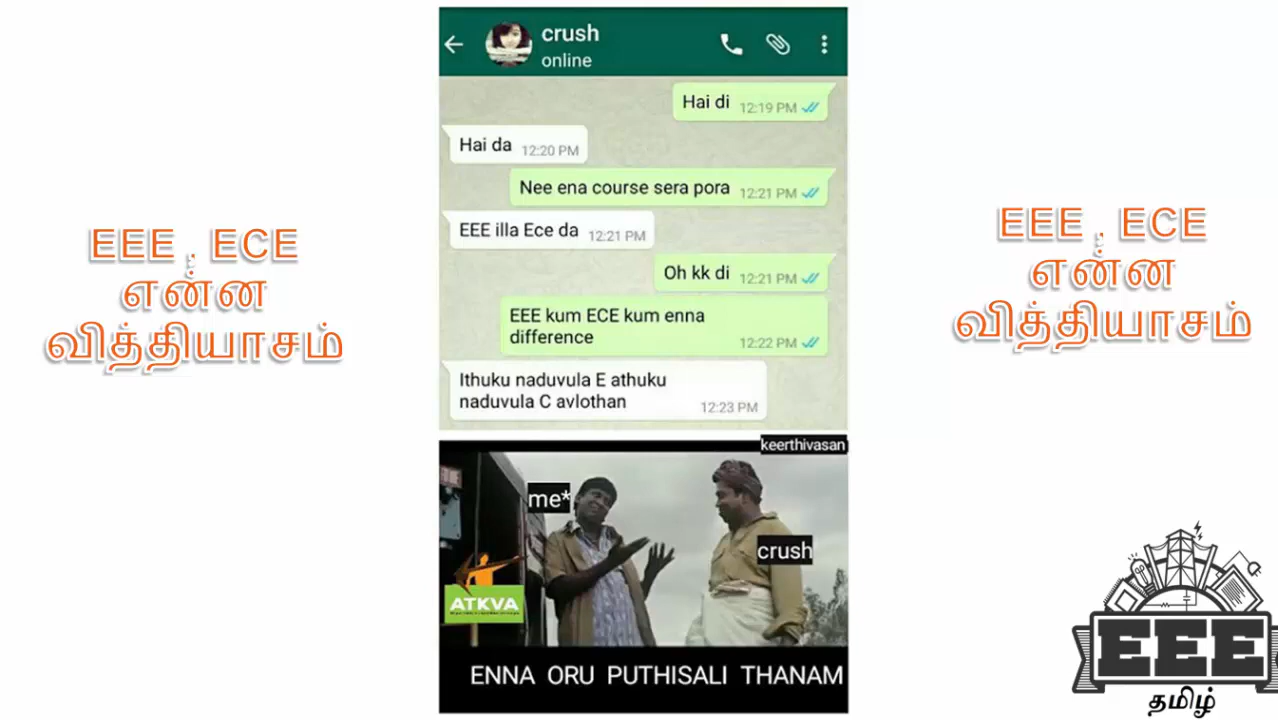 crush
online
Hai di 12:19 PM
Hai da 12:20 PM
Nee ena course sera pora 12:21 PM
EEE illa Ece da 12:21 PM
Oh kk di 12:21 PM
EEE kum ECE kum enna
difference 12:22 PM
Ithuku naduvula E athuku
naduvula C avlothan 12:23 PM
EEE , ECE
என்ன
வித்தியாசம்
EEE , ECE
என்ன
வித்தியாசம்
keerthivasan
me*
crush
ATKVA
ENNA ORU PUTHISALI THANAM
EEE
தமிழ்